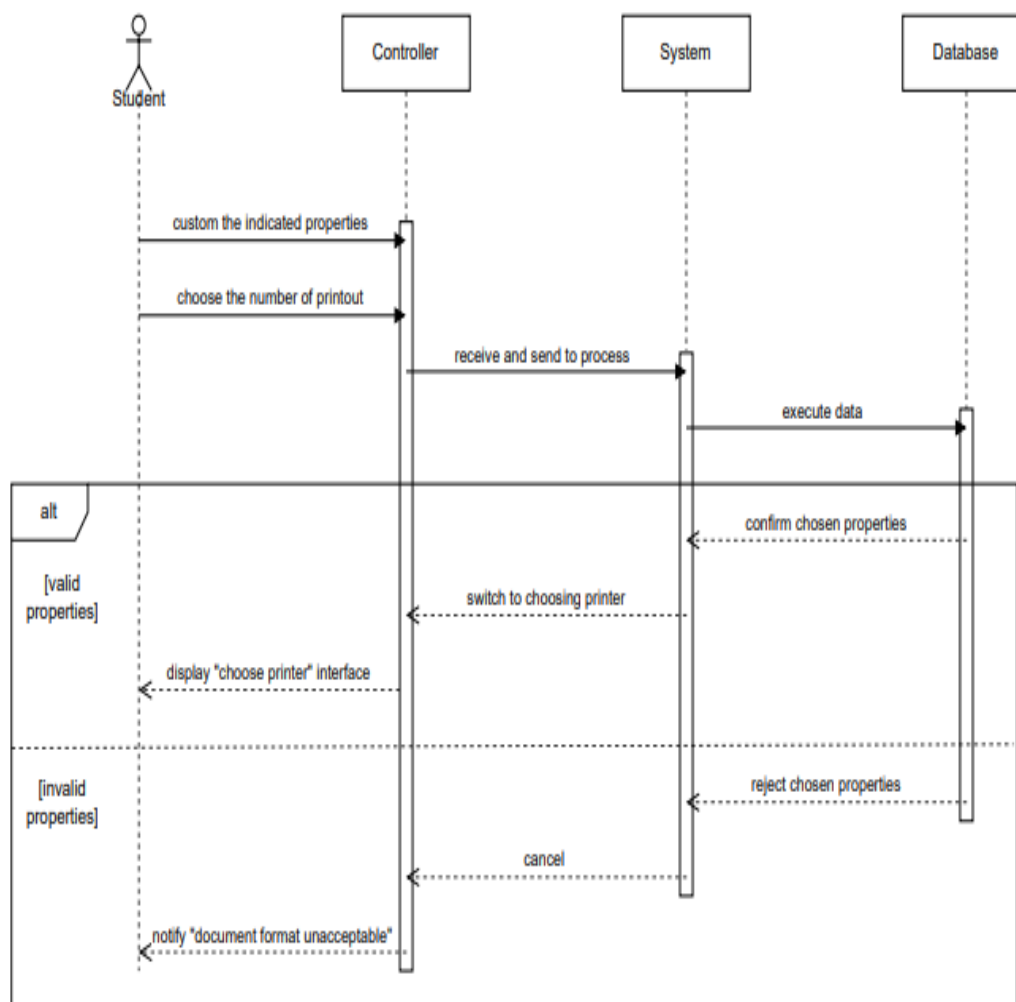 Student
Controller
System
Database
custom the indicated properties
choose the number of printout
receive and send to process
execute data
alt
confirm chosen properties
[valid
properties]
switch to choosing printer
display "choose printer" interface
[invalid
properties]
reject chosen properties
cancel
notify "document format unacceptable"